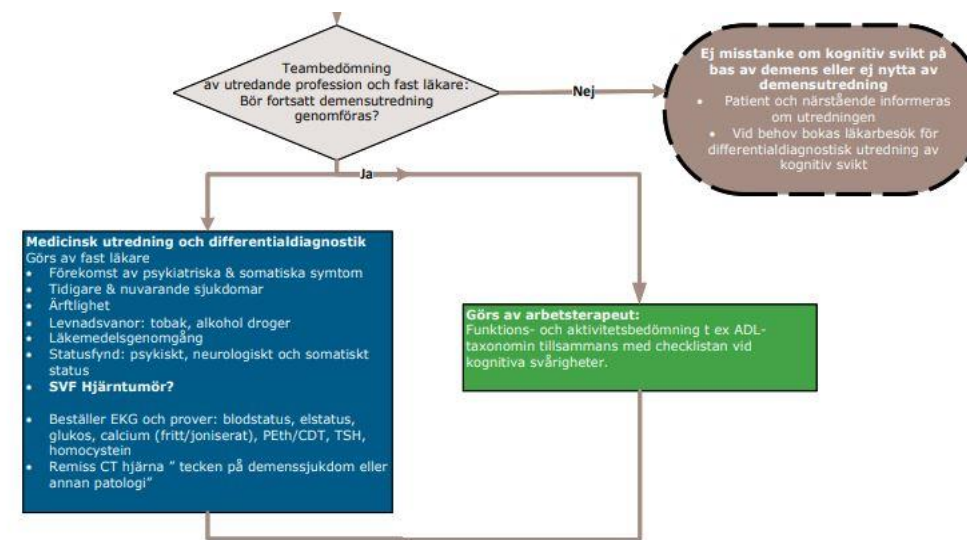 Teambedömning
av utredande profession och fast läkare:
Bör fortsatt demensutredning
genomföras?
Nej
Ej misstanke om kognitiv svikt på
bas av demens eller ej nytta av
demensutredning
• Patient och närstående informeras
om utredningen
• Vid behov bokas läkarbesök för
differentialdiagnostisk utredning av
kognitiv svikt
Ja
Medicinsk utredning och differentialdiagnostik
Görs av fast läkare
• Förekomst av psykiatriska & somatiska symtom
• Tidigare & nuvarande sjukdomar
• Ärftlighet
• Levnadsvanor: tobak, alkohol droger
• Läkemedelsgenomgång
• Statusfynd: psykiskt, neurologiskt och somatiskt
status
• SVF Hjärntumör?
• Beställer EKG och prover: blodstatus, elstatus,
glukos, calcium (fritt/joniserat), PEth/CDT, TSH,
homocystein
• Remiss CT hjärna ” tecken på demenssjukdom eller
annan patologi”
Görs av arbetsterapeut:
Funktions- och aktivitetsbedömning t ex ADL-
taxonomin tillsammans med checklistan vid
kognitiva svårigheter.